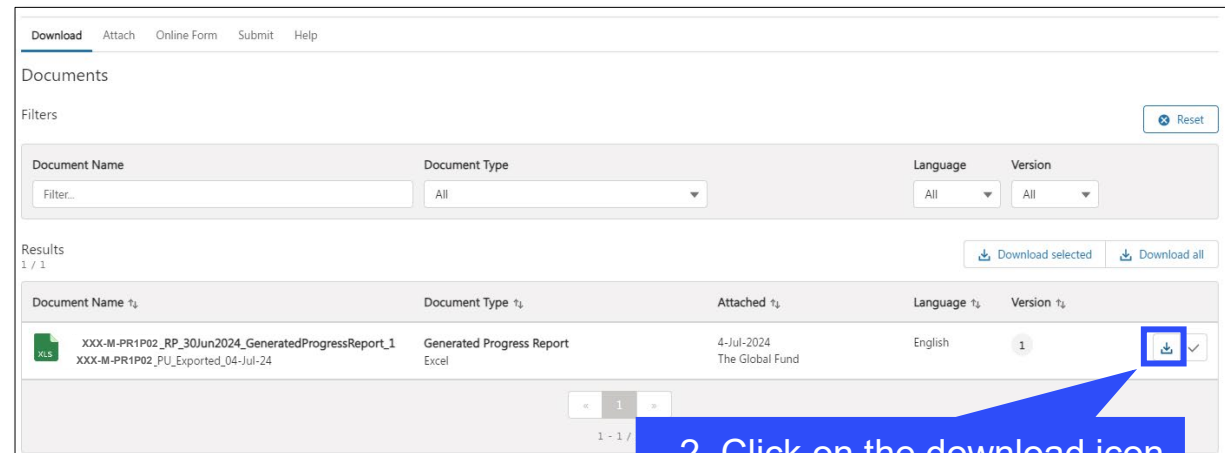 Download Attach Online Form Submit Help
Documents
Filters
Reset
Document Name Document Type Language Version
Filter... All All All
Results
1 / 1
Download selected Download all
Document Name Document Type Attached Language Version
XLS XXX-M-PR1P02_RP_30Jun2024_GeneratedProgressReport_1 Generated Progress Report 4-Jul-2024 English 1
XXX-M-PR1P02_PU_Exported_04-Jul-24 Excel The Global Fund
« 1 »
1 - 1 /
2. Click on the download icon